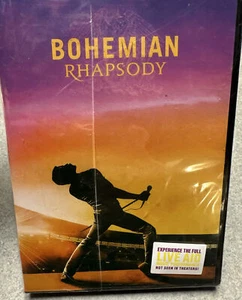 BOHEMIAN
RHAPSODY
EXPERIENCE THE FULL
LIVE AID
NOT SEEN IN THEATERS!